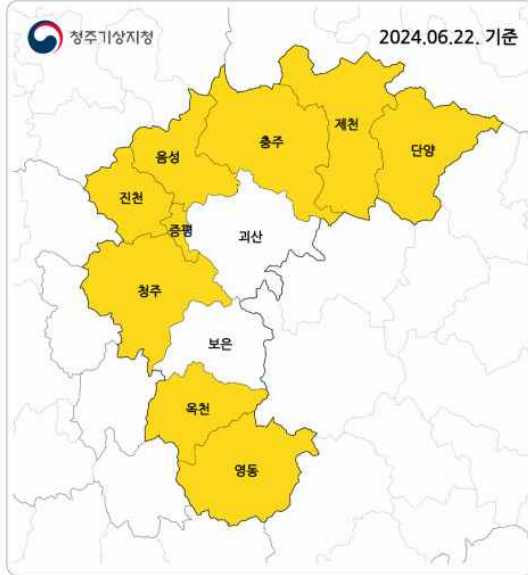 청주기상지청
2024.06.22. 기준
제천
충주
단양
음성
진천
증평
괴산
청주
보은
옥천
영동